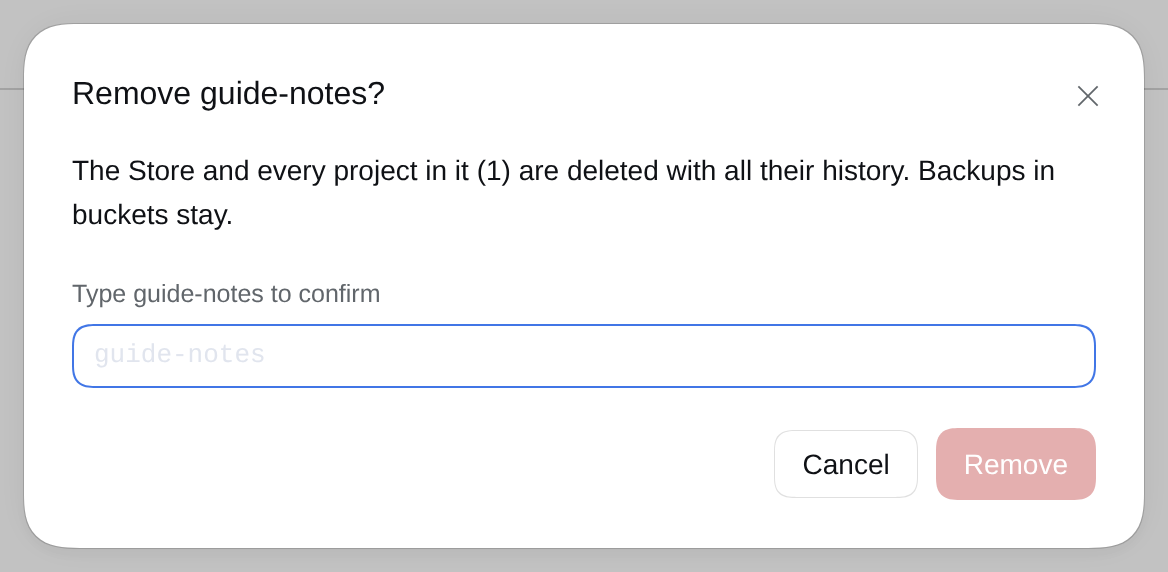 Remove guide-notes?
The Store and every project in it (1) are deleted with all their history. Backups in
buckets stay.
Type guide-notes to confirm
guide-notes
Cancel Remove